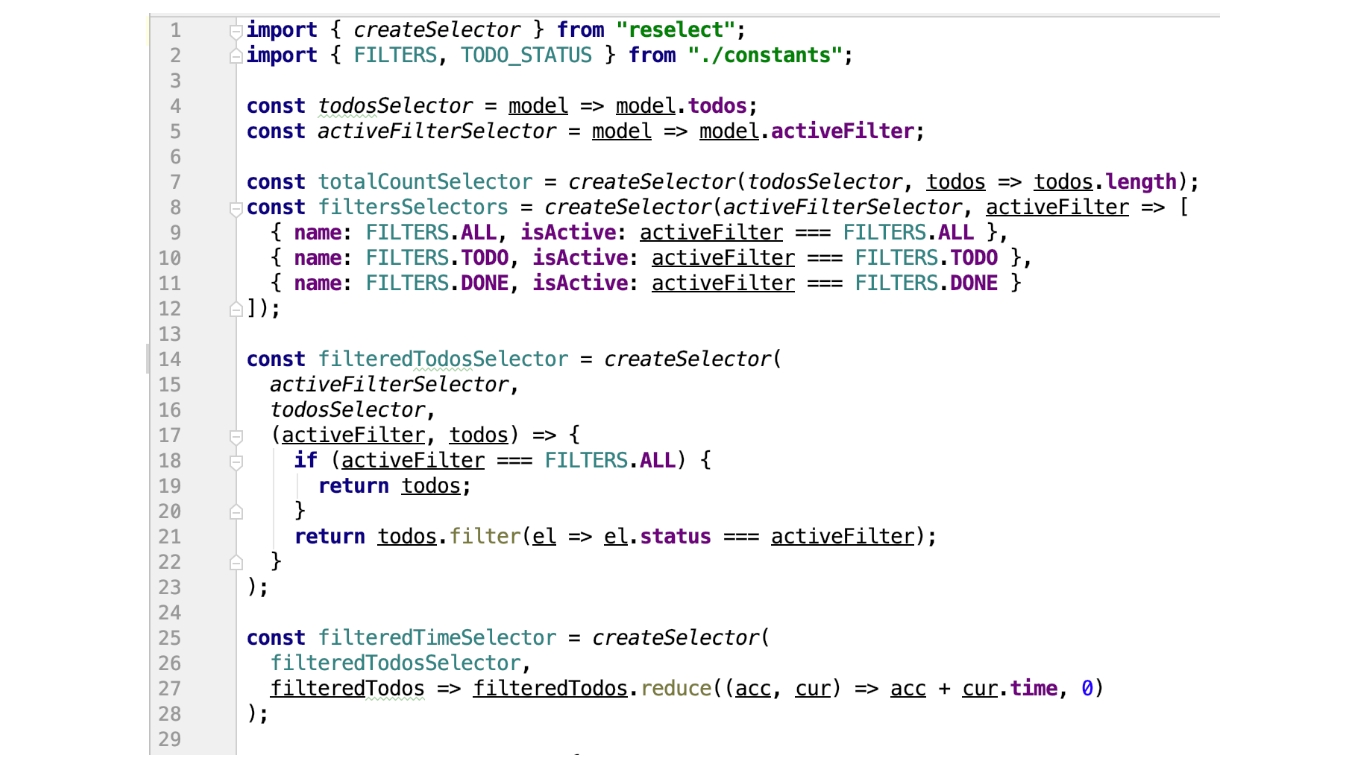 1 import { createSelector } from "reselect";
2 import { FILTERS, TODO_STATUS } from "./constants";
3
4 const todosSelector = model => model.todos;
5 const activeFilterSelector = model => model.activeFilter;
6
7 const totalCountSelector = createSelector(todosSelector, todos => todos.length);
8 const filtersSelectors = createSelector(activeFilterSelector, activeFilter => [
9   { name: FILTERS.ALL, isActive: activeFilter === FILTERS.ALL },
10   { name: FILTERS.TODO, isActive: activeFilter === FILTERS.TODO },
11   { name: FILTERS.DONE, isActive: activeFilter === FILTERS.DONE }
12 ]);
13
14 const filteredTodosSelector = createSelector(
15   activeFilterSelector,
16   todosSelector,
17   (activeFilter, todos) => {
18     if (activeFilter === FILTERS.ALL) {
19       return todos;
20     }
21     return todos.filter(el => el.status === activeFilter);
22   }
23 );
24
25 const filteredTimeSelector = createSelector(
26   filteredTodosSelector,
27   filteredTodos => filteredTodos.reduce((acc, cur) => acc + cur.time, 0)
28 );
29